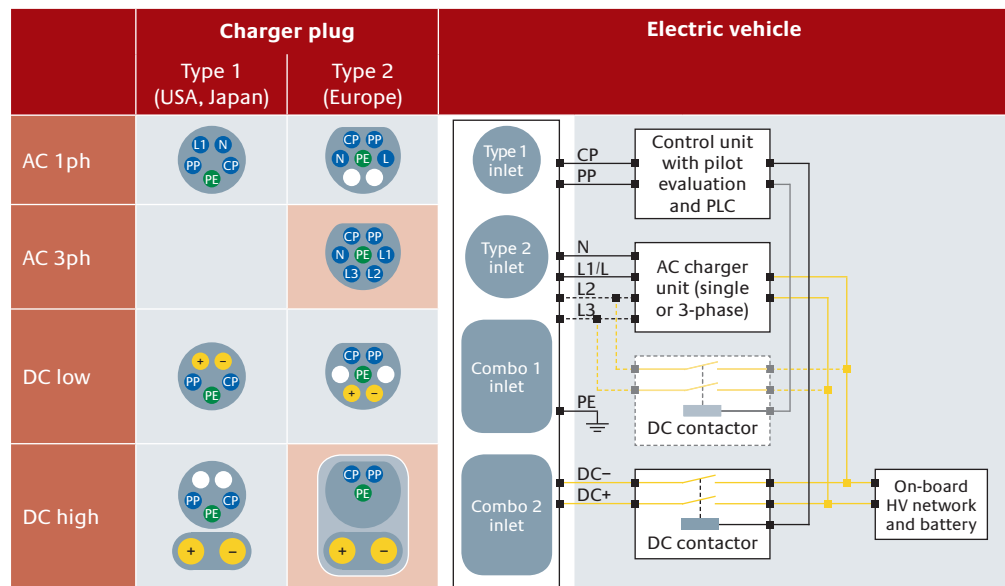 Charger plug
Electric vehicle
Type 1
(USA, Japan)
Type 2
(Europe)
AC 1ph
L1 N
PP CP
PE
CP PP
N PE L
AC 3ph
CP PP
N PE L1
L3 L2
DC low
+ −
PP CP
PE
CP PP
PE
+ −
DC high
PP CP
PE
+ −
CP PP
PE
+ −
Type 1
inlet
Type 2
inlet
Combo 1
inlet
Combo 2
inlet
CP
PP
N
L1/L
L2
L3
PE
DC−
DC+
Control unit
with pilot
evaluation
and PLC
AC charger
unit (single
or 3-phase)
DC contactor
DC contactor
On-board
HV network
and battery